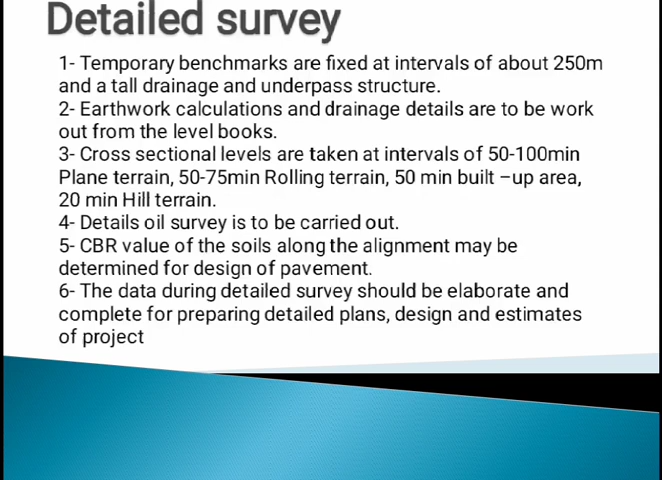 Detailed survey
1- Temporary benchmarks are fixed at intervals of about 250m
and a tall drainage and underpass structure.
2- Earthwork calculations and drainage details are to be work
out from the level books.
3- Cross sectional levels are taken at intervals of 50-100min
Plane terrain, 50-75min Rolling terrain, 50 min built –up area,
20 min Hill terrain.
4- Details oil survey is to be carried out.
5- CBR value of the soils along the alignment may be
determined for design of pavement.
6- The data during detailed survey should be elaborate and
complete for preparing detailed plans, design and estimates
of project